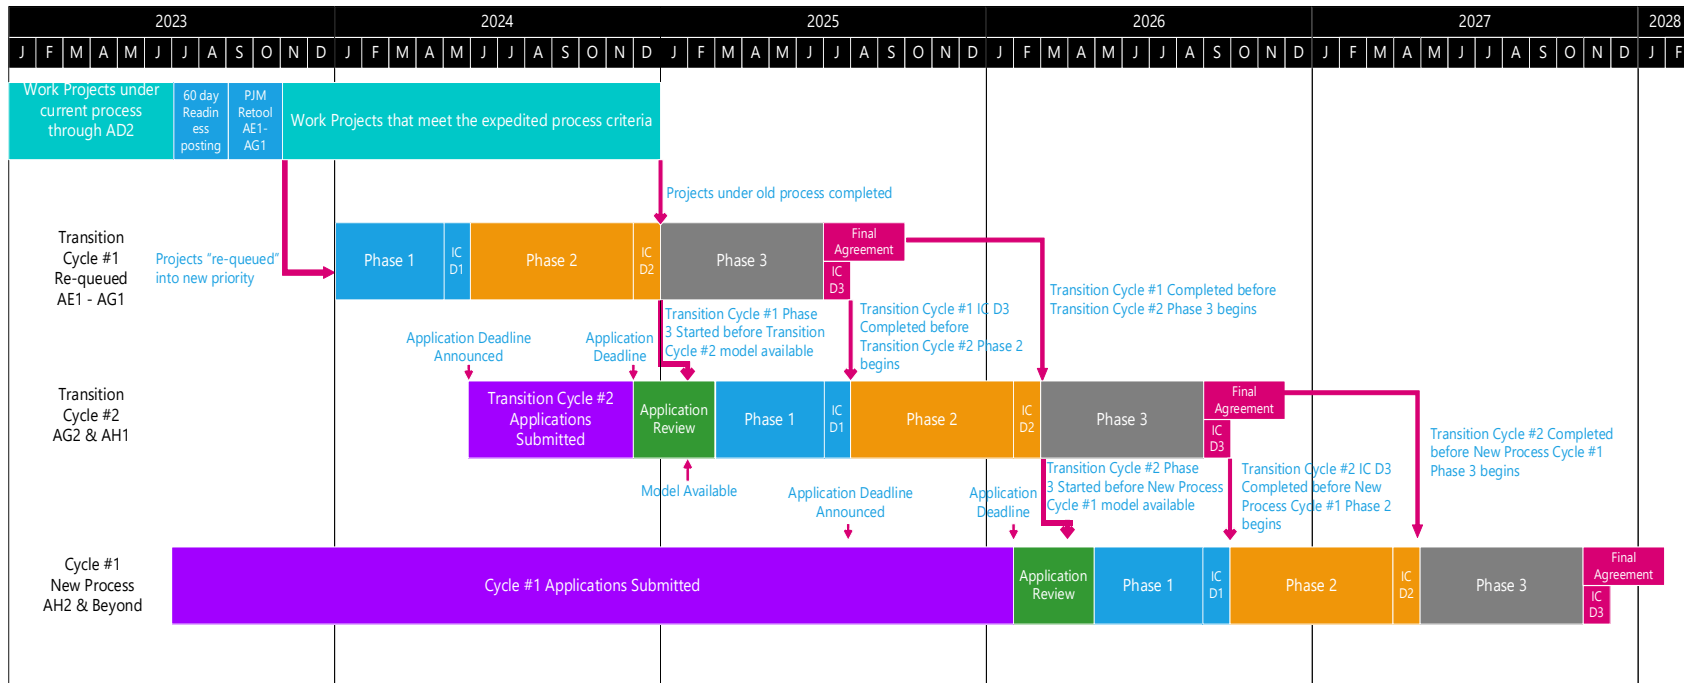 2023 2024 2025 2026 2027 2028
J F M A M J J A S O N D J F M A M J J A S O N D J F M A M J J A S O N D J F M A M J J A S O N D J F M A M J J A S O N D J F
Work Projects under
current process
through AD2
60 day
Readin
ess
posting
PJM
Retool
AE1-
AG1
Work Projects that meet the expedited process criteria
Projects under old process completed
Transition
Cycle #1
Re-queued
AE1 - AG1
Projects “re-queued”
into new priority
Phase 1
IC
D1
Phase 2
IC
D2
Phase 3
Final
Agreement
IC
D3
Transition Cycle #1 Completed before
Transition Cycle #2 Phase 3 begins
Application Deadline
Announced
Application
Deadline
Transition Cycle #1 Phase
3 Started before Transition
Cycle #2 model available
Transition Cycle #1 IC D3
Completed before
Transition Cycle #2 Phase 2
begins
Transition
Cycle #2
AG2 & AH1
Transition Cycle #2
Applications
Submitted
Application
Review
Phase 1
IC
D1
Phase 2
IC
D2
Phase 3
Final
Agreement
IC
D3
Transition Cycle #2 Completed
before New Process Cycle #1
Phase 3 begins
Model Available
Application Deadline
Announced
Application
Deadline
Transition Cycle #2 Phase
3 Started before New Process
Cycle #1 model available
Transition Cycle #2 IC D3
Completed before New
Process Cycle #1 Phase 2
begins
Cycle #1
New Process
AH2 & Beyond
Cycle #1 Applications Submitted
Application
Review
Phase 1
IC
D1
Phase 2
IC
D2
Phase 3
Final
Agreement
IC
D3